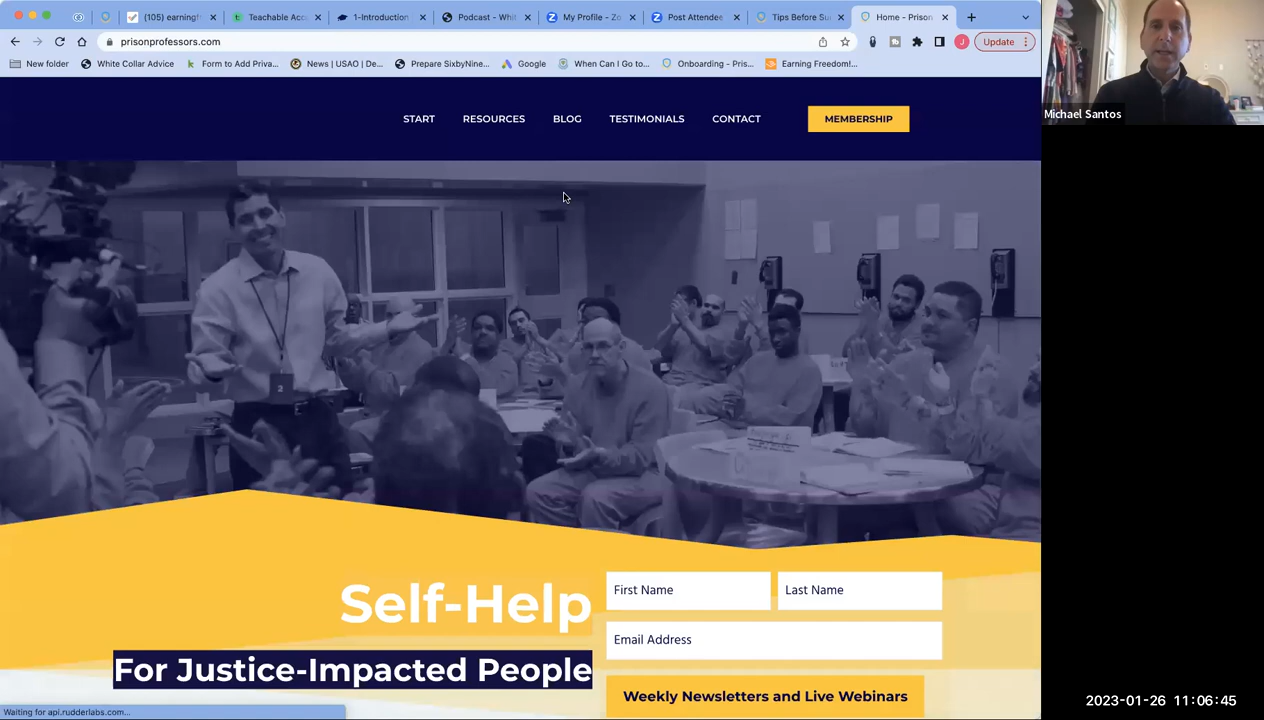 (105) earningf
Teachable Acc
1-Introduction
Podcast - Whit
My Profile - Zo
Post Attendee
Tips Before Su
Home - Prison
prisonprofessors.com
Update
New folder
White Collar Advice
Form to Add Priva...
News | USAO | De...
Prepare SixbyNine...
Google
When Can I Go to...
Onboarding - Pris...
Earning Freedom!...
Michael Santos
START
RESOURCES
BLOG
TESTIMONIALS
CONTACT
MEMBERSHIP
2
Self-Help
For Justice-Impacted People
First Name
Last Name
Email Address
Weekly Newsletters and Live Webinars
Waiting for api.rudderlabs.com...
2023-01-26 11:06:45